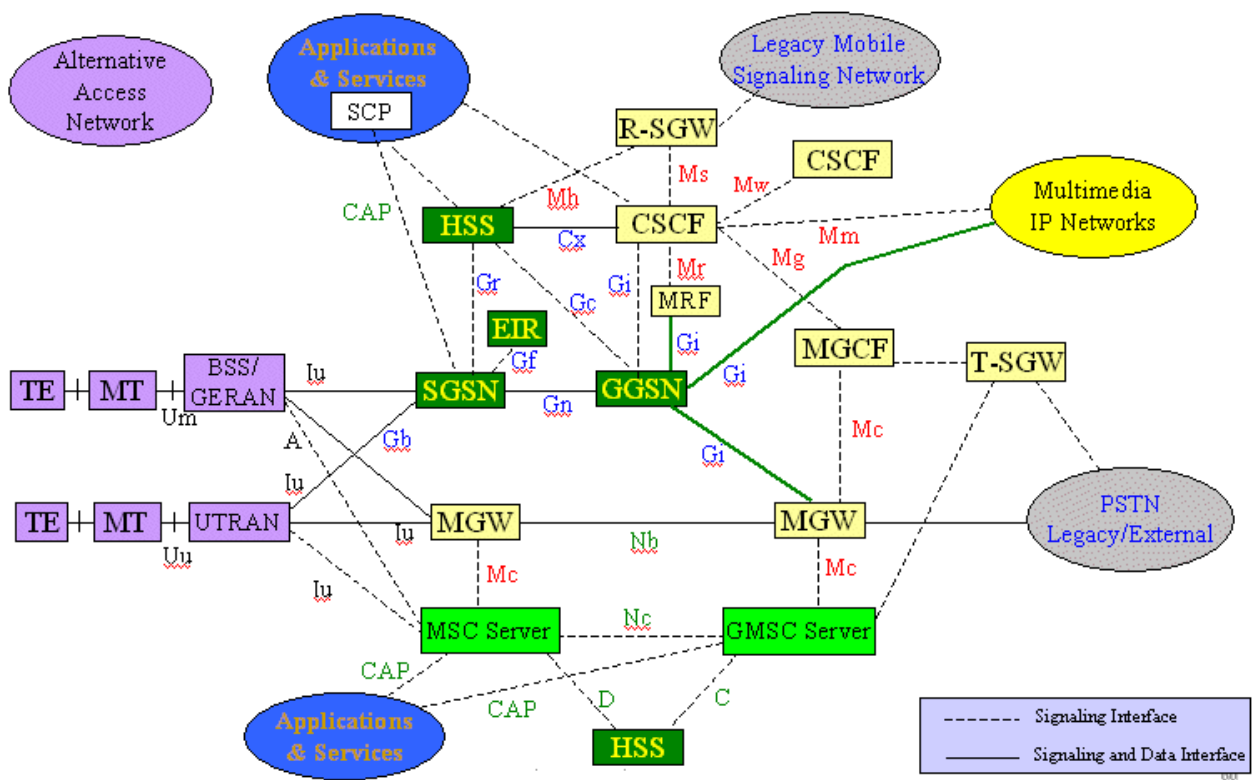 Alternative
Access
Network
Applications
& Services
SCP
Legacy Mobile
Signaling Network
R-SGW
CSCF
Mh
Ms
Mw
Multimedia
IP Networks
CAP
HSS
Cx
CSCF
Mm
Mg
Gr
Gc
Gi
Mr
MRF
EIR
Gf
Gi
Gi
MGCF
T-SGW
TE
MT
BSS/
GERAN
Um
Iu
SGSN
Gn
GGSN
A
Gb
Gi
Mc
Iu
TE
MT
UTRAN
Uu
Iu
MGW
Nb
MGW
PSTN
Legacy/External
Iu
Mc
Mc
MSC Server
Nc
GMSC Server
CAP
CAP
D
C
Applications
& Services
HSS
Signaling Interface
Signaling and Data Interface